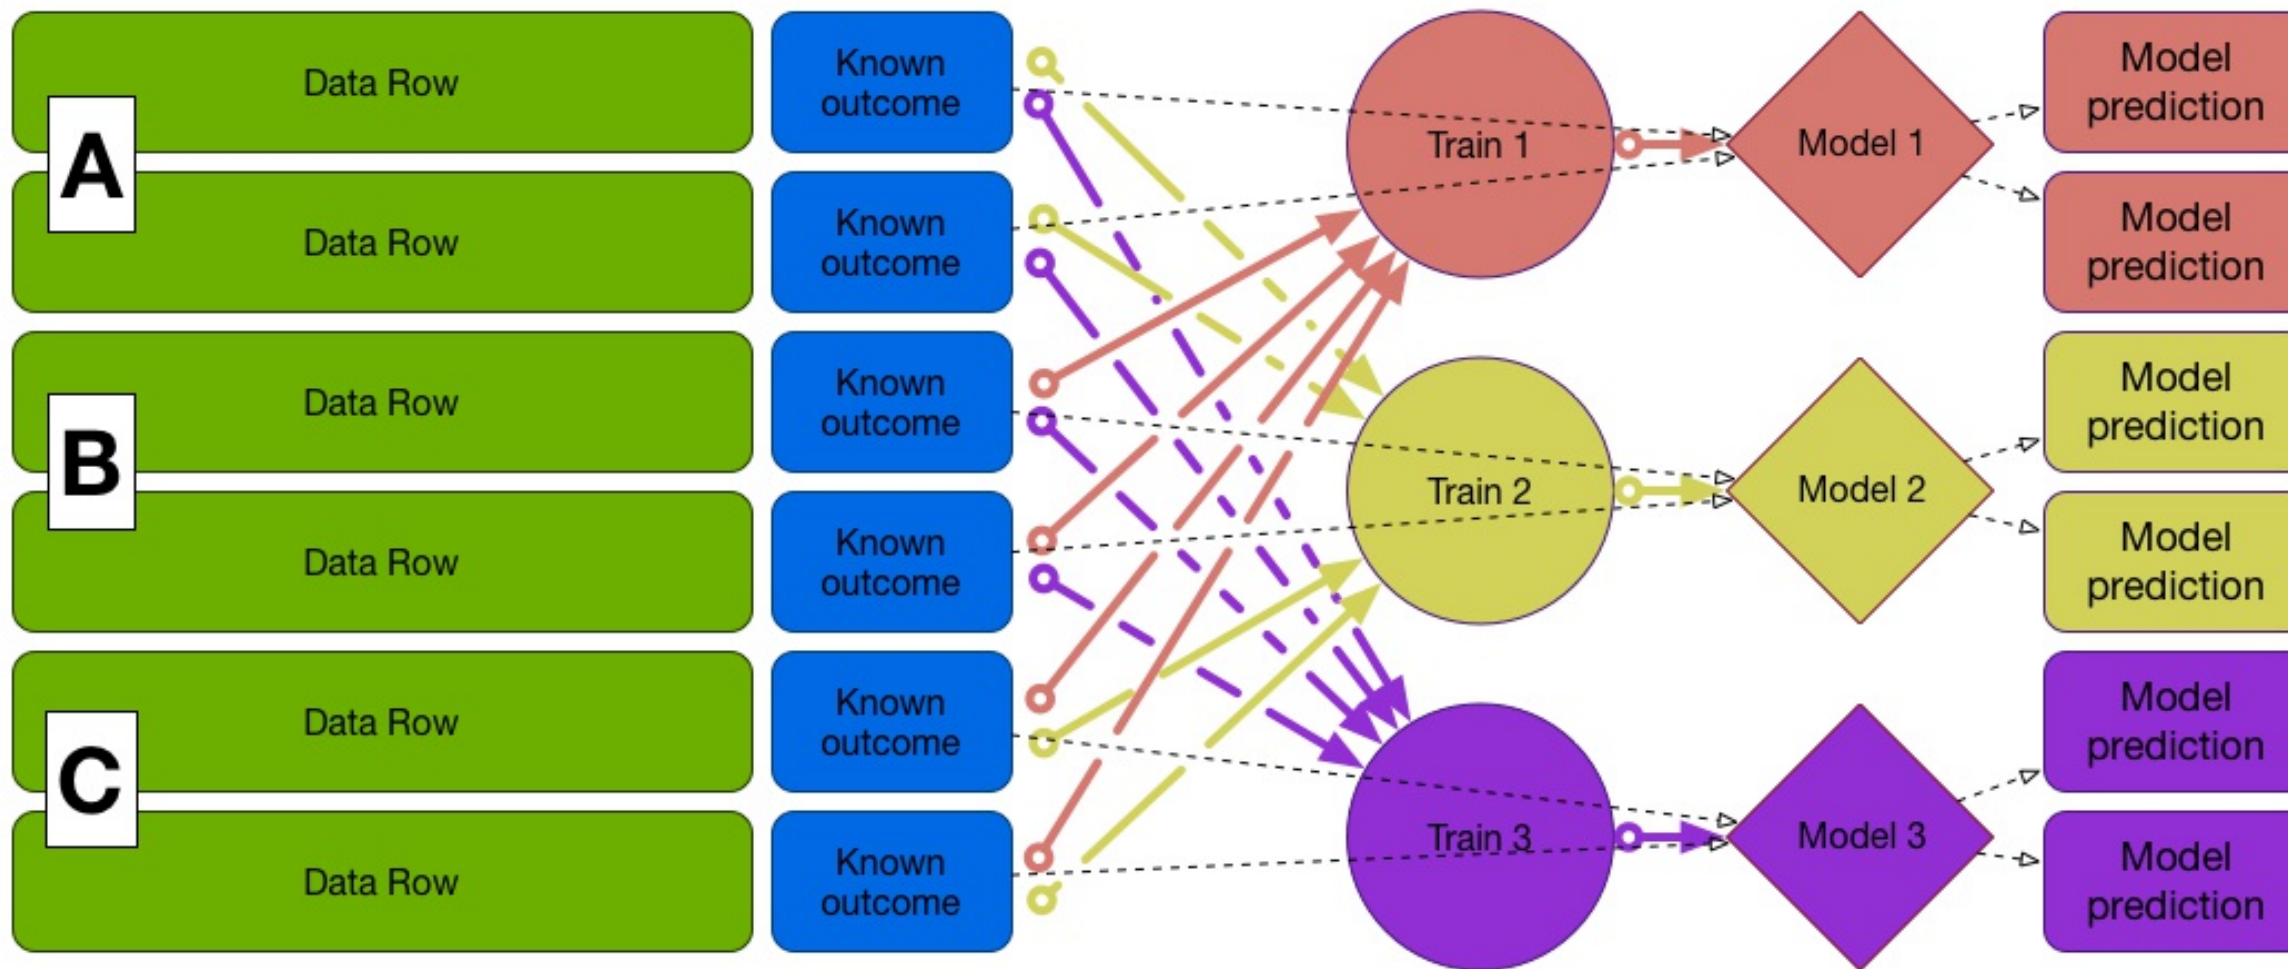 Data Row
Known
outcome
Train 1
Model 1
Model
prediction
A
Data Row
Known
outcome
Model
prediction
Data Row
Known
outcome
Model
prediction
B
Train 2
Model 2
Data Row
Known
outcome
Model
prediction
Data Row
Known
outcome
Model
prediction
C
Train 3
Model 3
Data Row
Known
outcome
Model
prediction